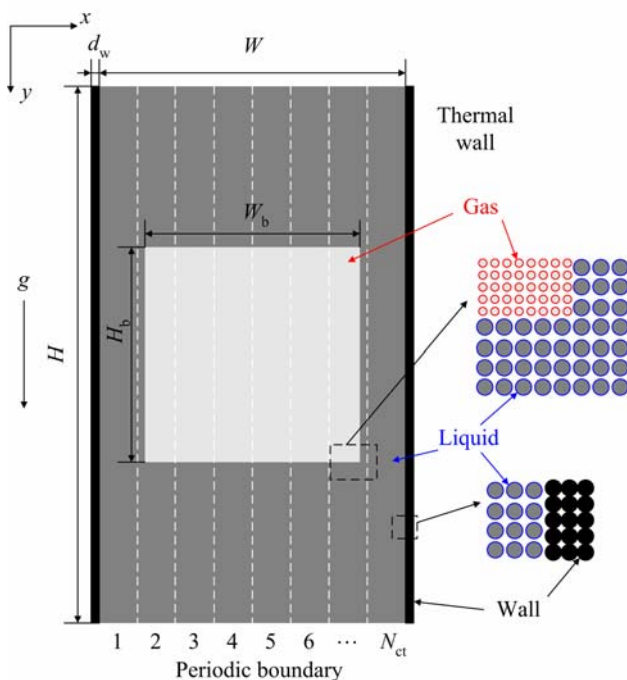 x
d_w
W
y
Thermal
wall
W_b
Gas
g
H
H_b
Liquid
Wall
1 2 3 4 5 6 ··· N_ct
Periodic boundary